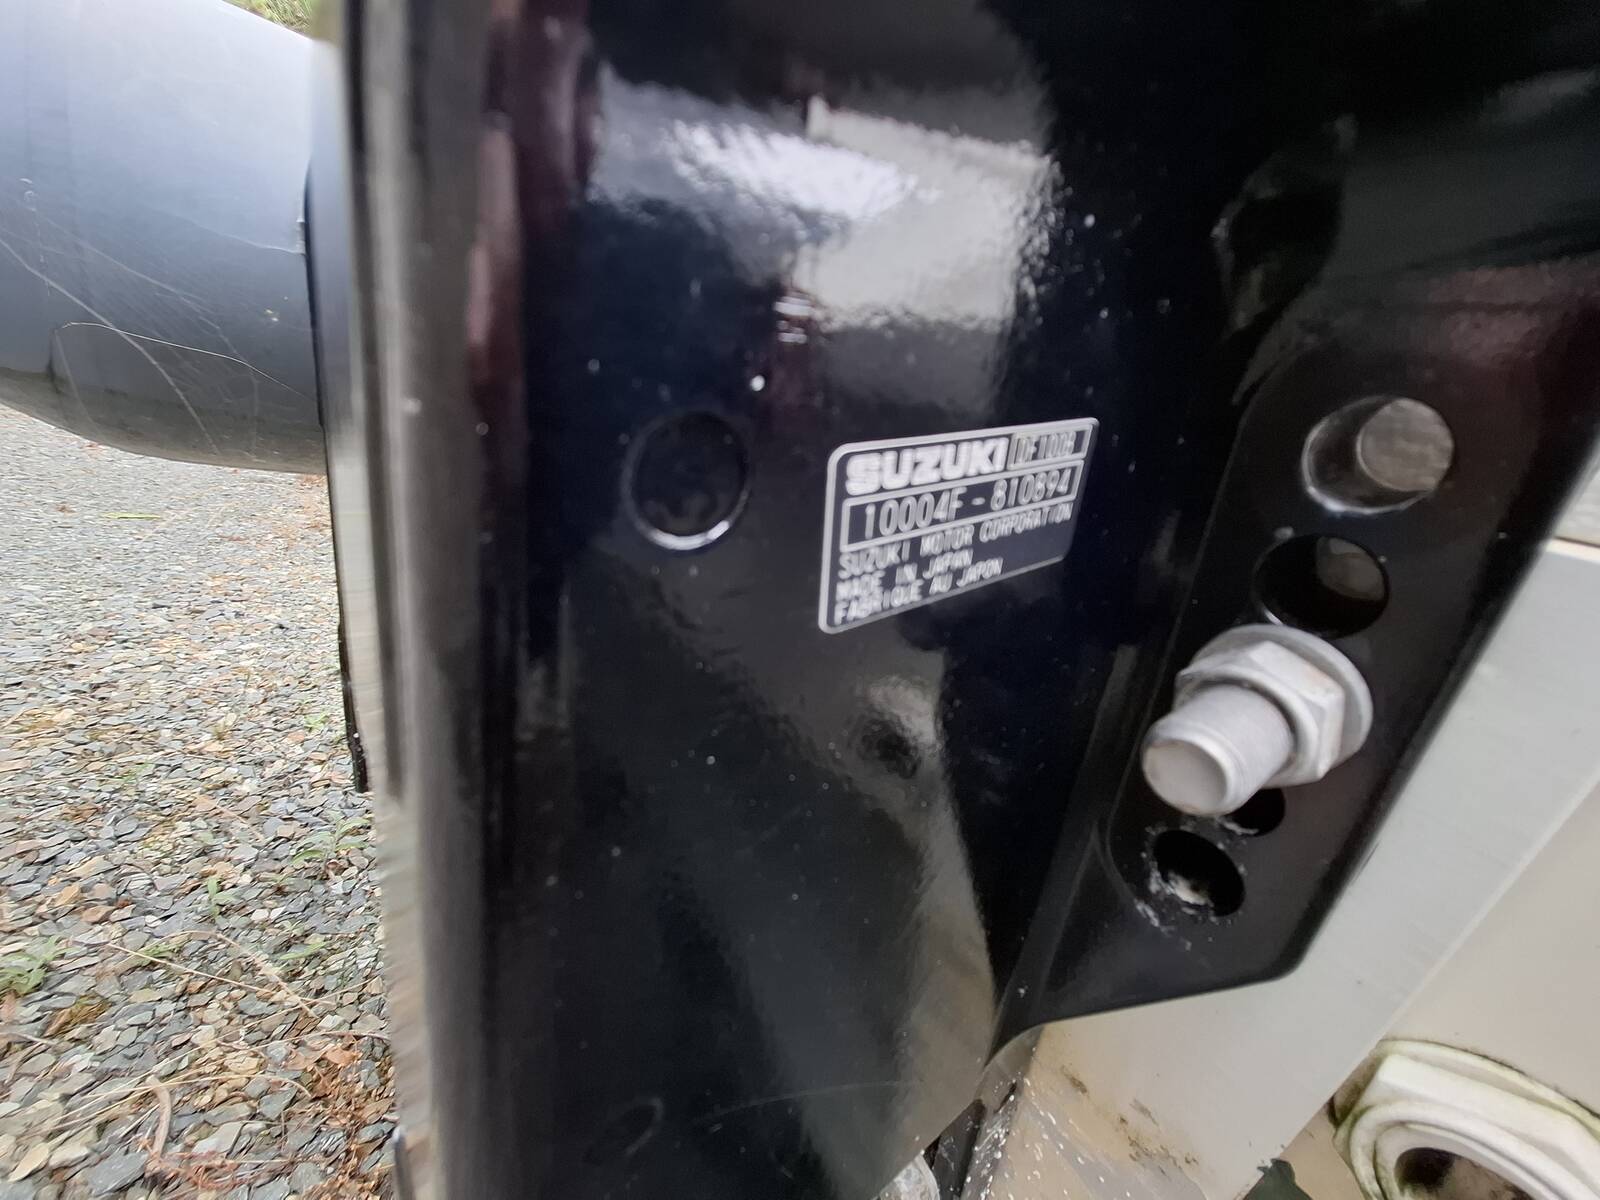 SUZUKI DF100B
10004F-810894
SUZUKI MOTOR CORPORATION
MADE IN JAPAN
FABRIQUE AU JAPON